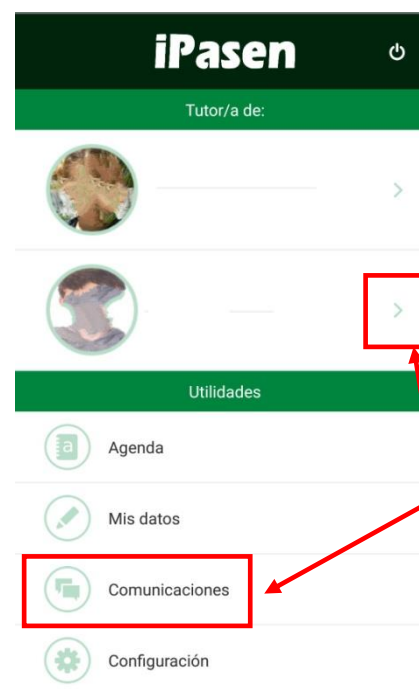 iPasen
Tutor/a de:
Utilidades
Agenda
Mis datos
Comunicaciones
Configuración